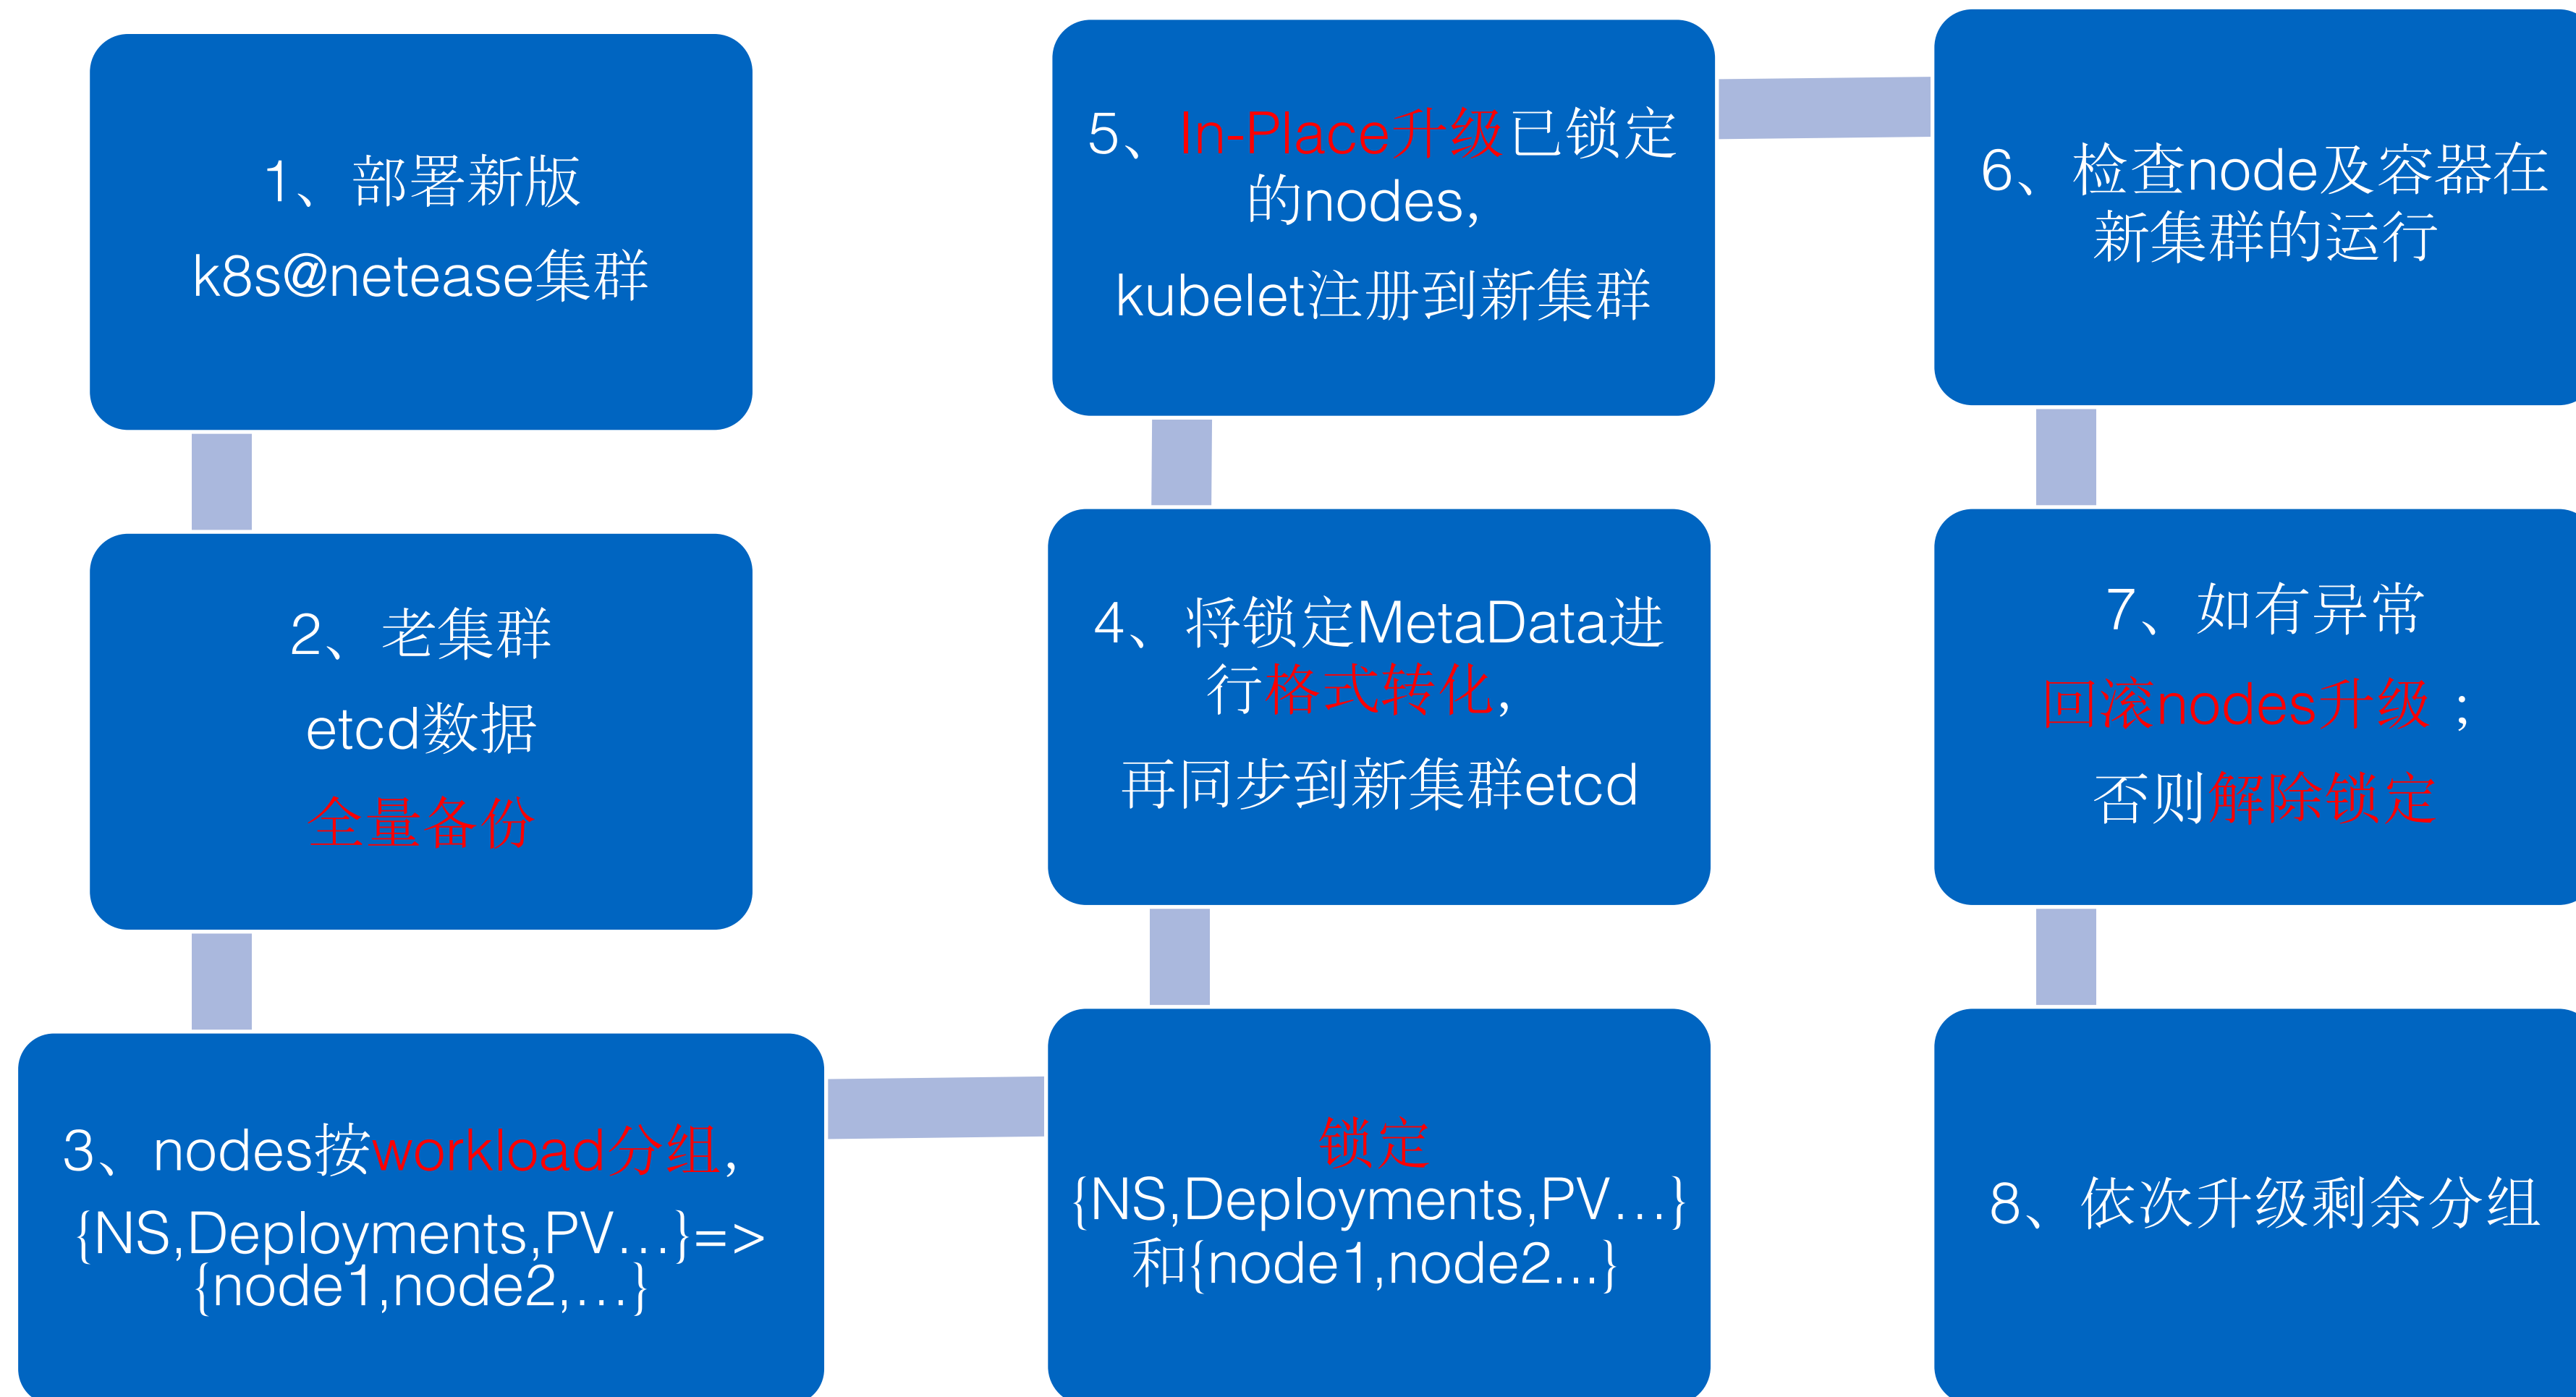 1、部署新版
k8s@netease集群
2、老集群
etcd数据
全量备份
3、nodes按workload分组，
{NS,Deployments,PV…}=>
{node1,node2,…}
锁定
{NS,Deployments,PV…}
和{node1,node2...}
4、将锁定MetaData进
行格式转化，
再同步到新集群etcd
5、In-Place升级已锁定
的nodes，
kubelet注册到新集群
6、检查node及容器在
新集群的运行
7、如有异常
回滚nodes升级；
否则解除锁定
8、依次升级剩余分组